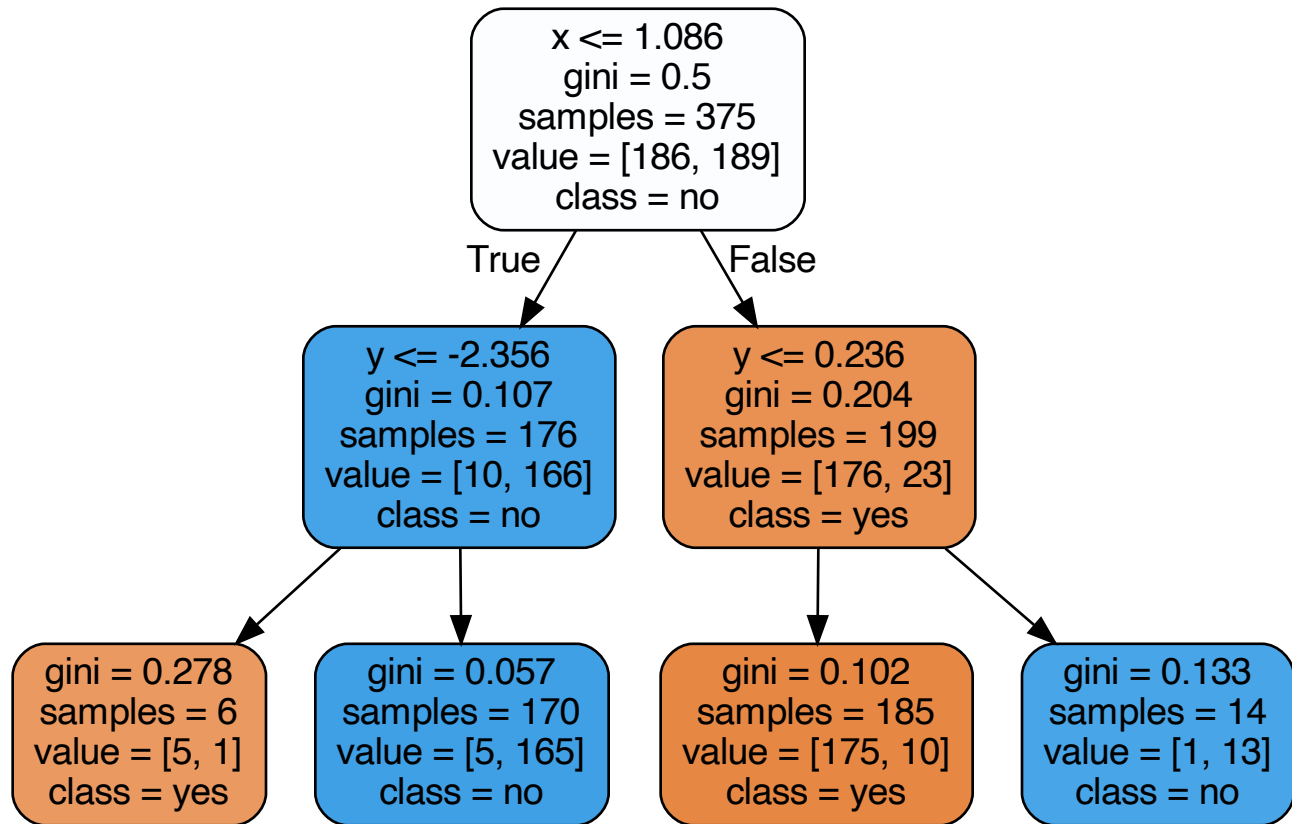 x <= 1.086
gini = 0.5
samples = 375
value = [186, 189]
class = no
True
False
y <= -2.356
gini = 0.107
samples = 176
value = [10, 166]
class = no
y <= 0.236
gini = 0.204
samples = 199
value = [176, 23]
class = yes
gini = 0.278
samples = 6
value = [5, 1]
class = yes
gini = 0.057
samples = 170
value = [5, 165]
class = no
gini = 0.102
samples = 185
value = [175, 10]
class = yes
gini = 0.133
samples = 14
value = [1, 13]
class = no